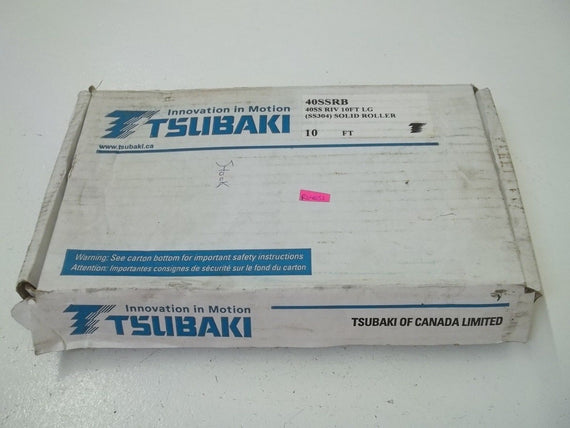 Innovation in Motion
TSUBAKI
www.tsubaki.ca
40SSRB
40SS RIV 10FT LG
(SS304) SOLID ROLLER
10 FT
Stock
Warning: See carton bottom for important safety instructions
Attention: Importantes consignes de sécurité sur le fond du carton
Innovation in Motion
TSUBAKI
TSUBAKI OF CANADA LIMITED